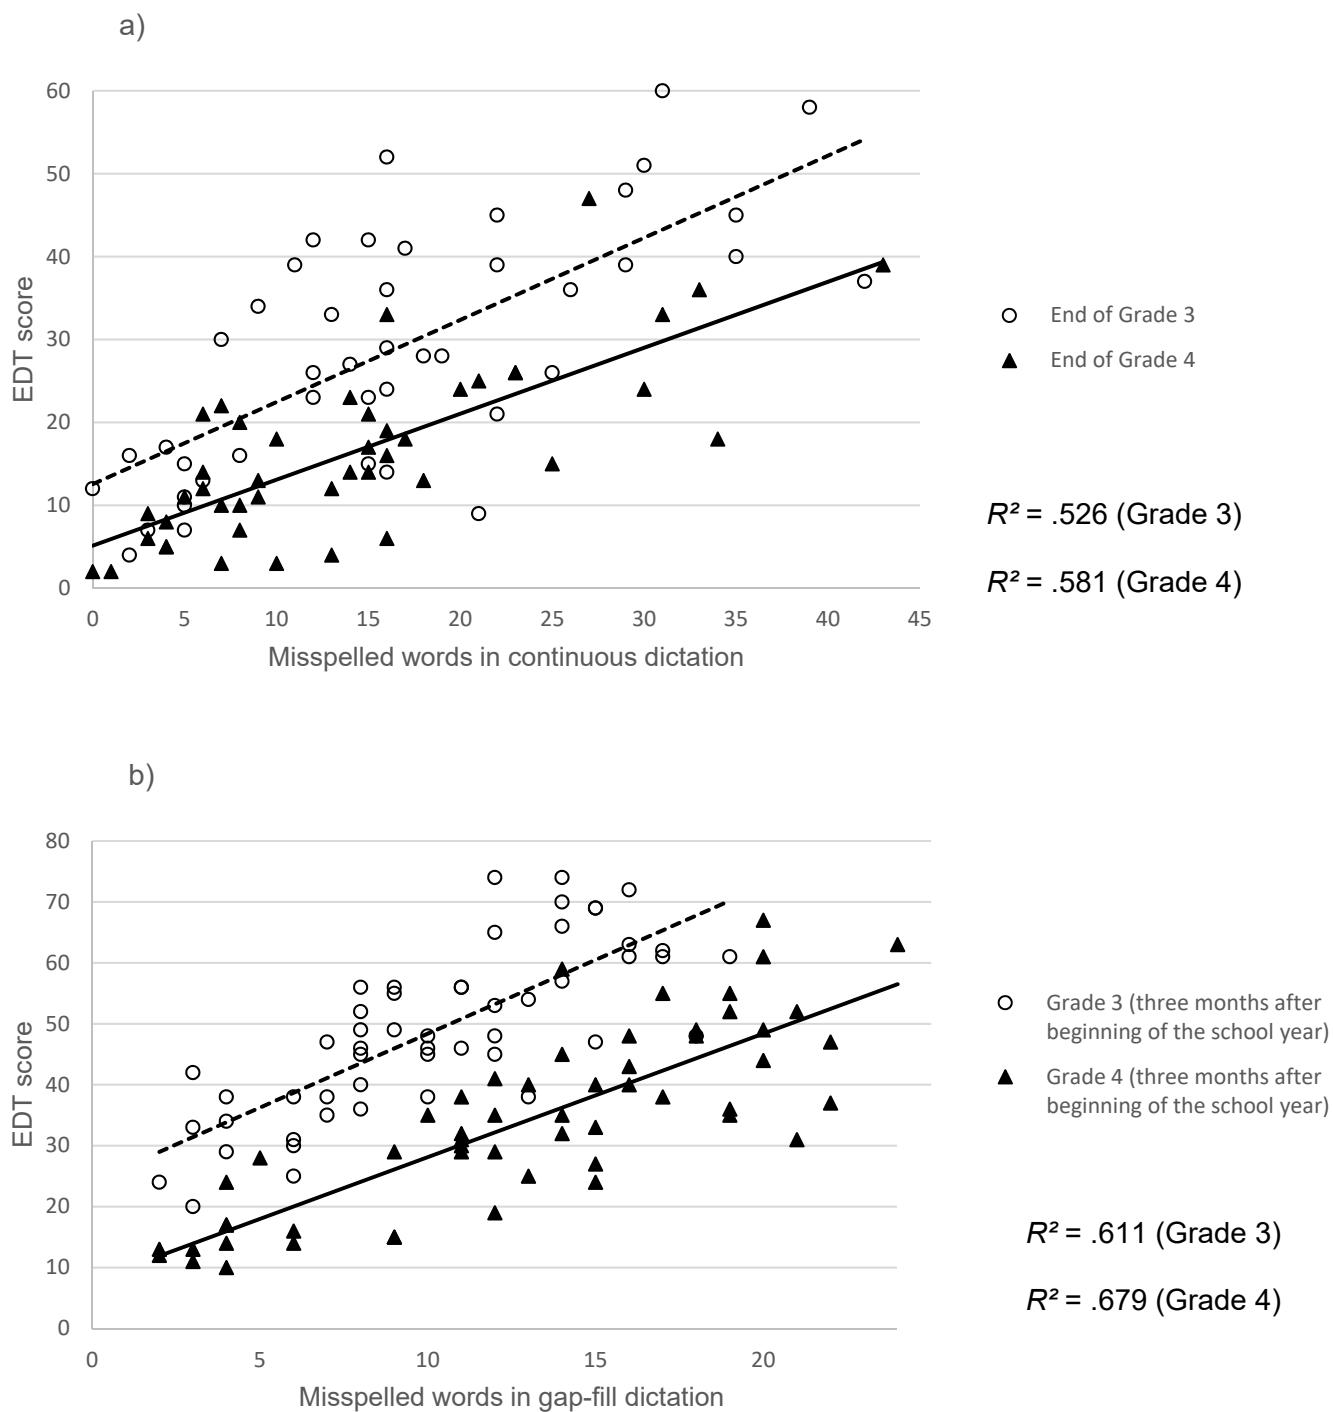 a)
60
50
40
30
20
10
0
EDT score
0 5 10 15 20 25 30 35 40 45
Misspelled words in continuous dictation
End of Grade 3
End of Grade 4
R² = .526 (Grade 3)
R² = .581 (Grade 4)
b)
80
70
60
50
40
30
20
10
0
EDT score
0 5 10 15 20
Misspelled words in gap-fill dictation
Grade 3 (three months after
beginning of the school year)
Grade 4 (three months after
beginning of the school year)
R² = .611 (Grade 3)
R² = .679 (Grade 4)